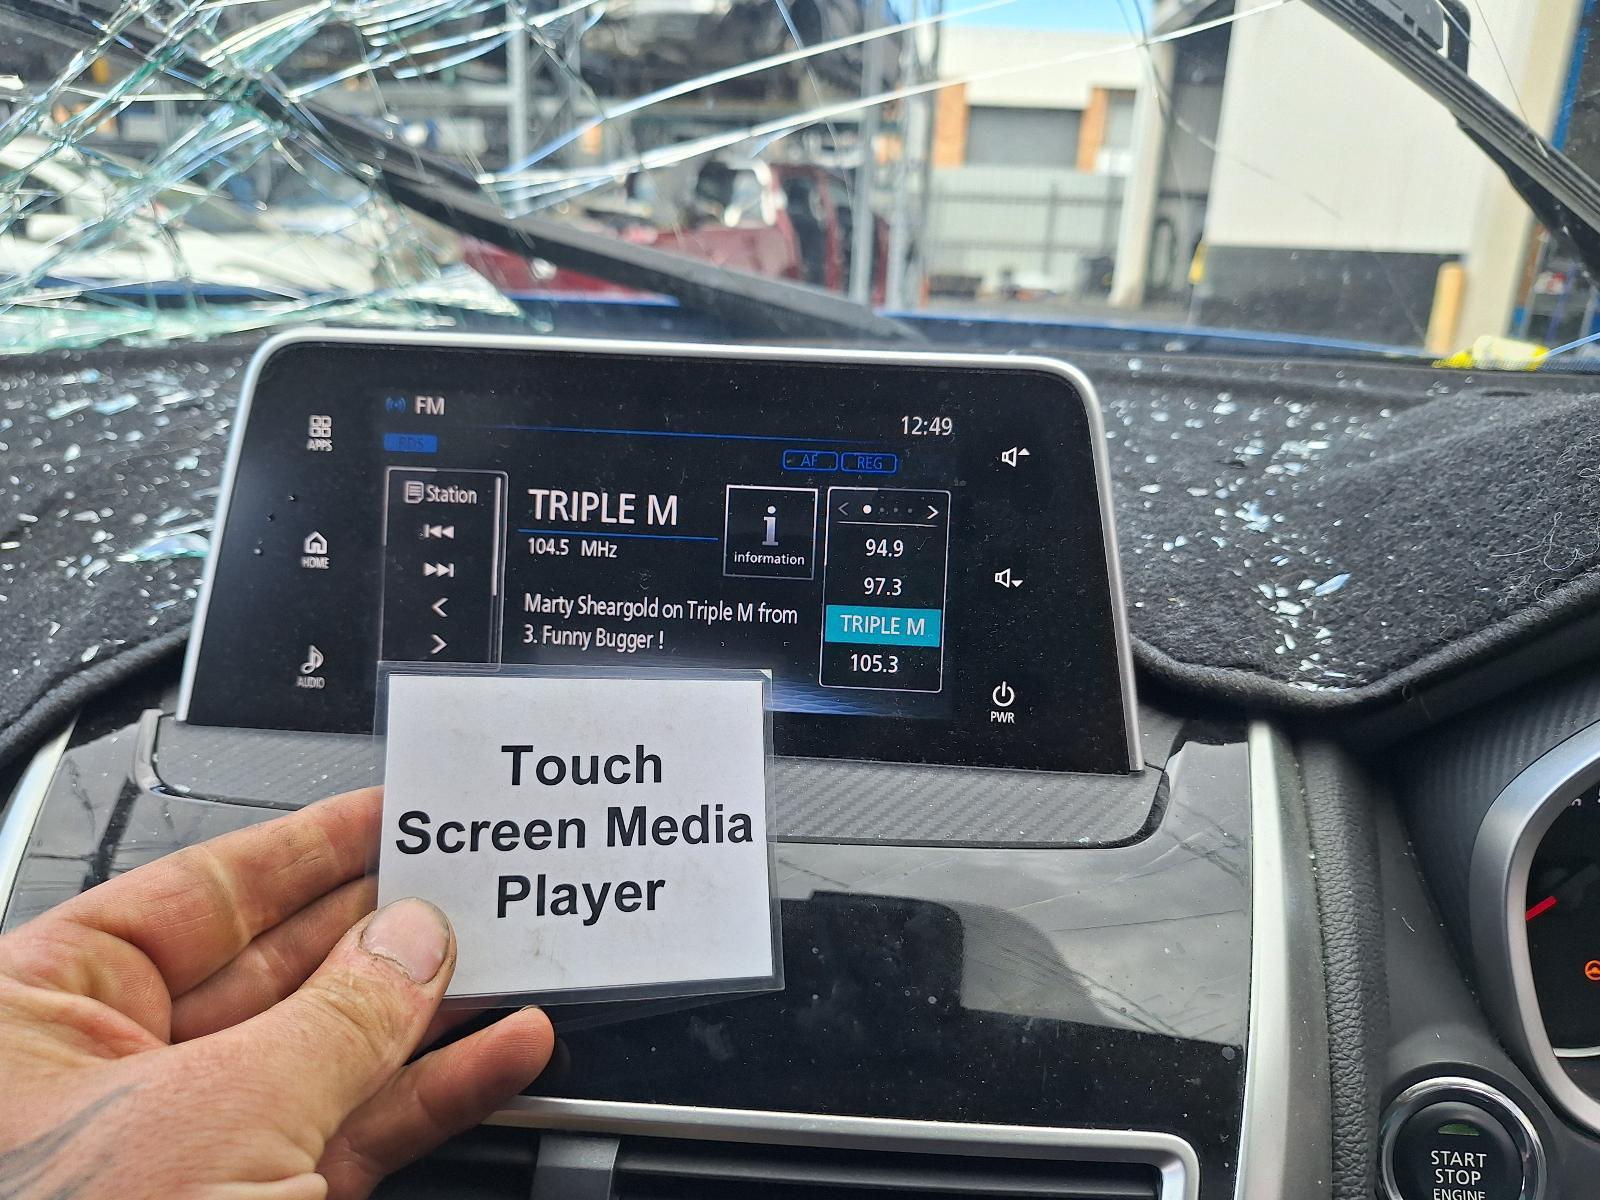 FM
12:49
RDS
AF
REG
APPS
HOME
AUDIO
Station
TRIPLE M
104.5 MHz
i
information
Marty Sheargold on Triple M from
3. Funny Bugger !
94.9
97.3
TRIPLE M
105.3
PWR
Touch
Screen Media
Player
START
STOP
ENGINE